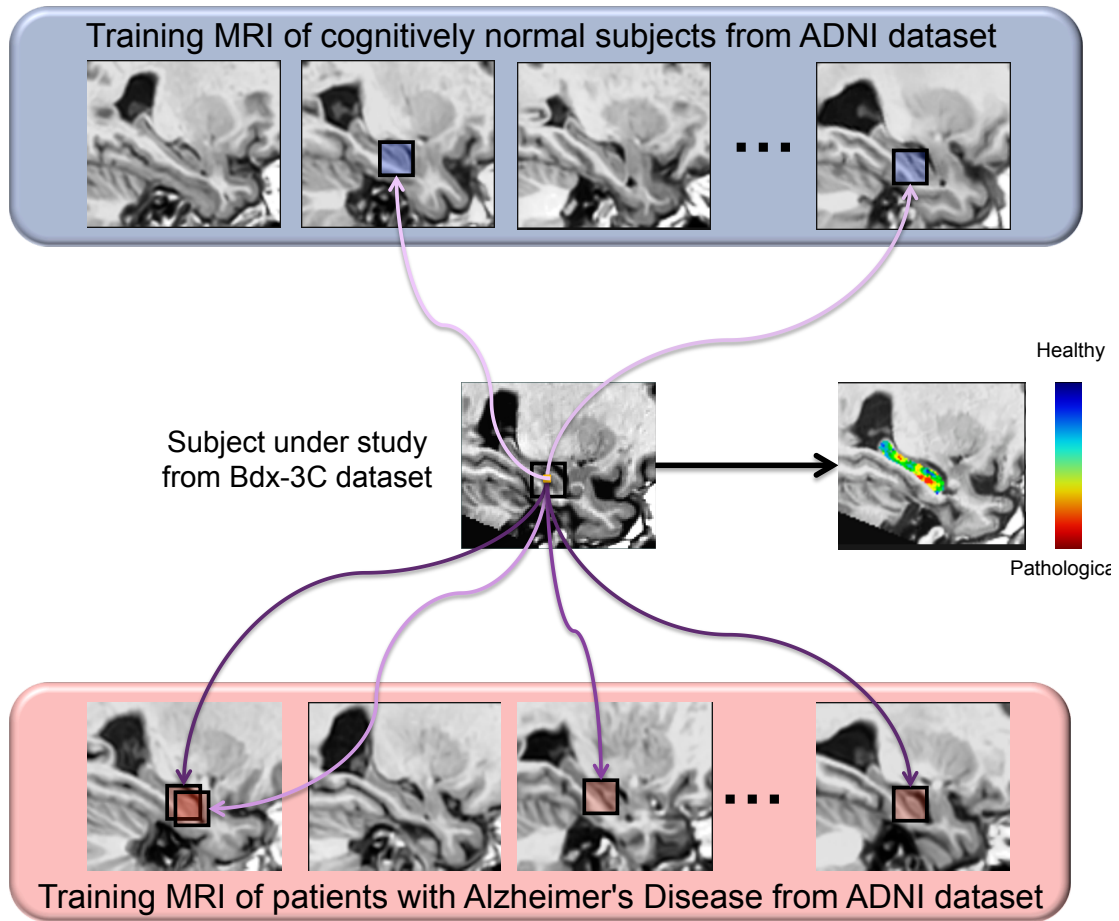 Training MRI of cognitively normal subjects from ADNI dataset
...
Healthy
Subject under study
from Bdx-3C dataset
Pathologica
...
Training MRI of patients with Alzheimer's Disease from ADNI dataset